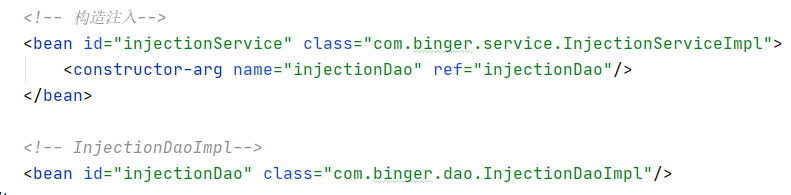 <!-- 构造注入-->
<bean id="injectionService" class="com.binger.service.InjectionServiceImpl">
<constructor-arg name="injectionDao" ref="injectionDao"/>
</bean>
<!-- InjectionDaoImpl-->
<bean id="injectionDao" class="com.binger.dao.InjectionDaoImpl"/>